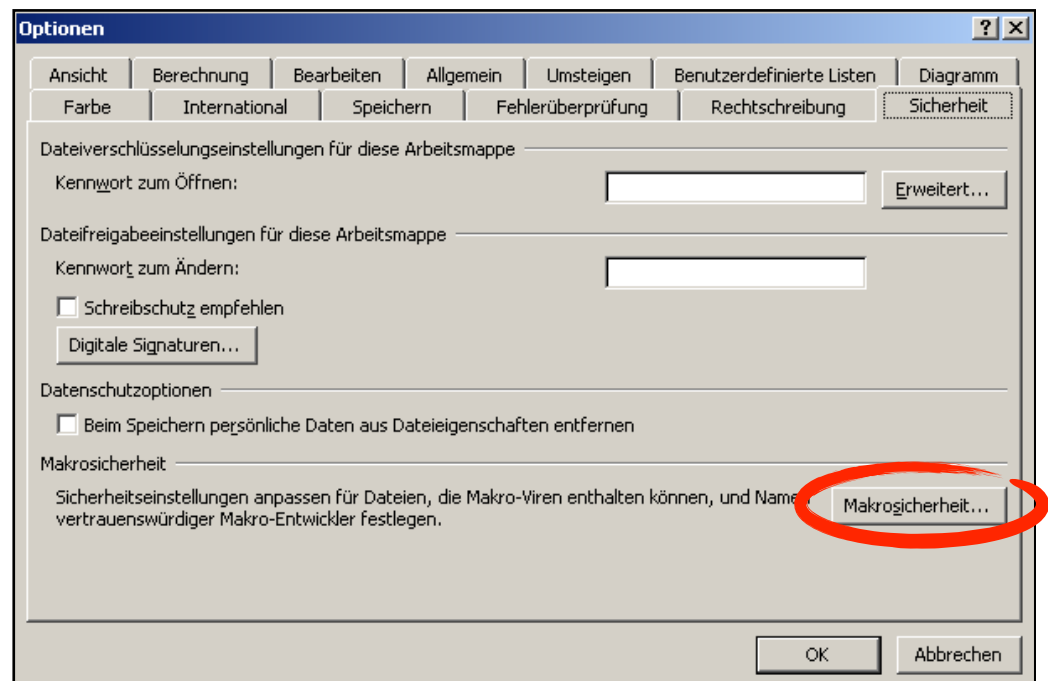 Optionen
Ansicht Berechnung Bearbeiten Allgemein Umsteigen Benutzerdefinierte Listen Diagramm
Farbe International Speichern Fehlerüberprüfung Rechtschreibung Sicherheit
Dateiverschlüsselungseinstellungen für diese Arbeitsmappe
Kennwort zum Öffnen:
Erweitert...
Dateifreigabeeinstellungen für diese Arbeitsmappe
Kennwort zum Ändern:
Schreibschutz empfehlen
Digitale Signaturen...
Datenschutzoptionen
Beim Speichern persönliche Daten aus Dateieigenschaften entfernen
Makrosicherheit
Sicherheitseinstellungen anpassen für Dateien, die Makro-Viren enthalten können, und Namen
vertrauenswürdiger Makro-Entwickler festlegen.
Makrosicherheit...
OK Abbrechen